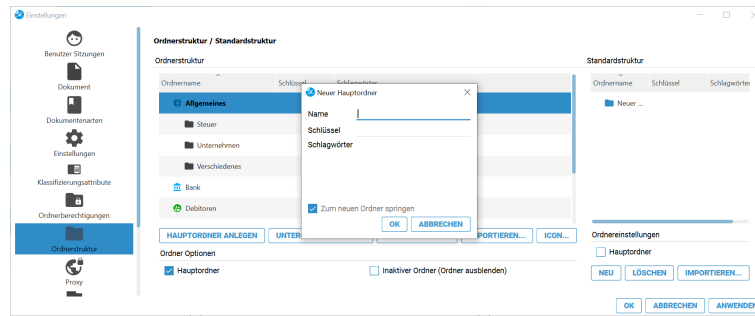 Einstellungen
Benutzer Sitzungen
Dokument
Dokumentenarten
Einstellungen
Klassifizierungsattribute
Ordnerberechtigungen
Ordnerstruktur
Proxy
Ordnerstruktur / Standardstruktur
Ordnerstruktur
Ordnername Schlüssel Schlagwörter
Allgemeines
Steuer
Unternehmen
Verschiedenes
Bank
Debitoren
HAUPTORDNER ANLEGEN UNTER PORTIEREN... ICON...
Ordner Optionen
Hauptordner Inaktiver Ordner (Ordner ausblenden)
Neuer Hauptordner
Name
Schlüssel
Schlagwörter
Zum neuen Ordner springen
OK ABBRECHEN
Standardstruktur
Ordnername Schlüssel Schlagwörter
Neuer ...
Ordnereinstellungen
Hauptordner
NEU LÖSCHEN IMPORTIEREN...
OK ABBRECHEN ANWENDEN